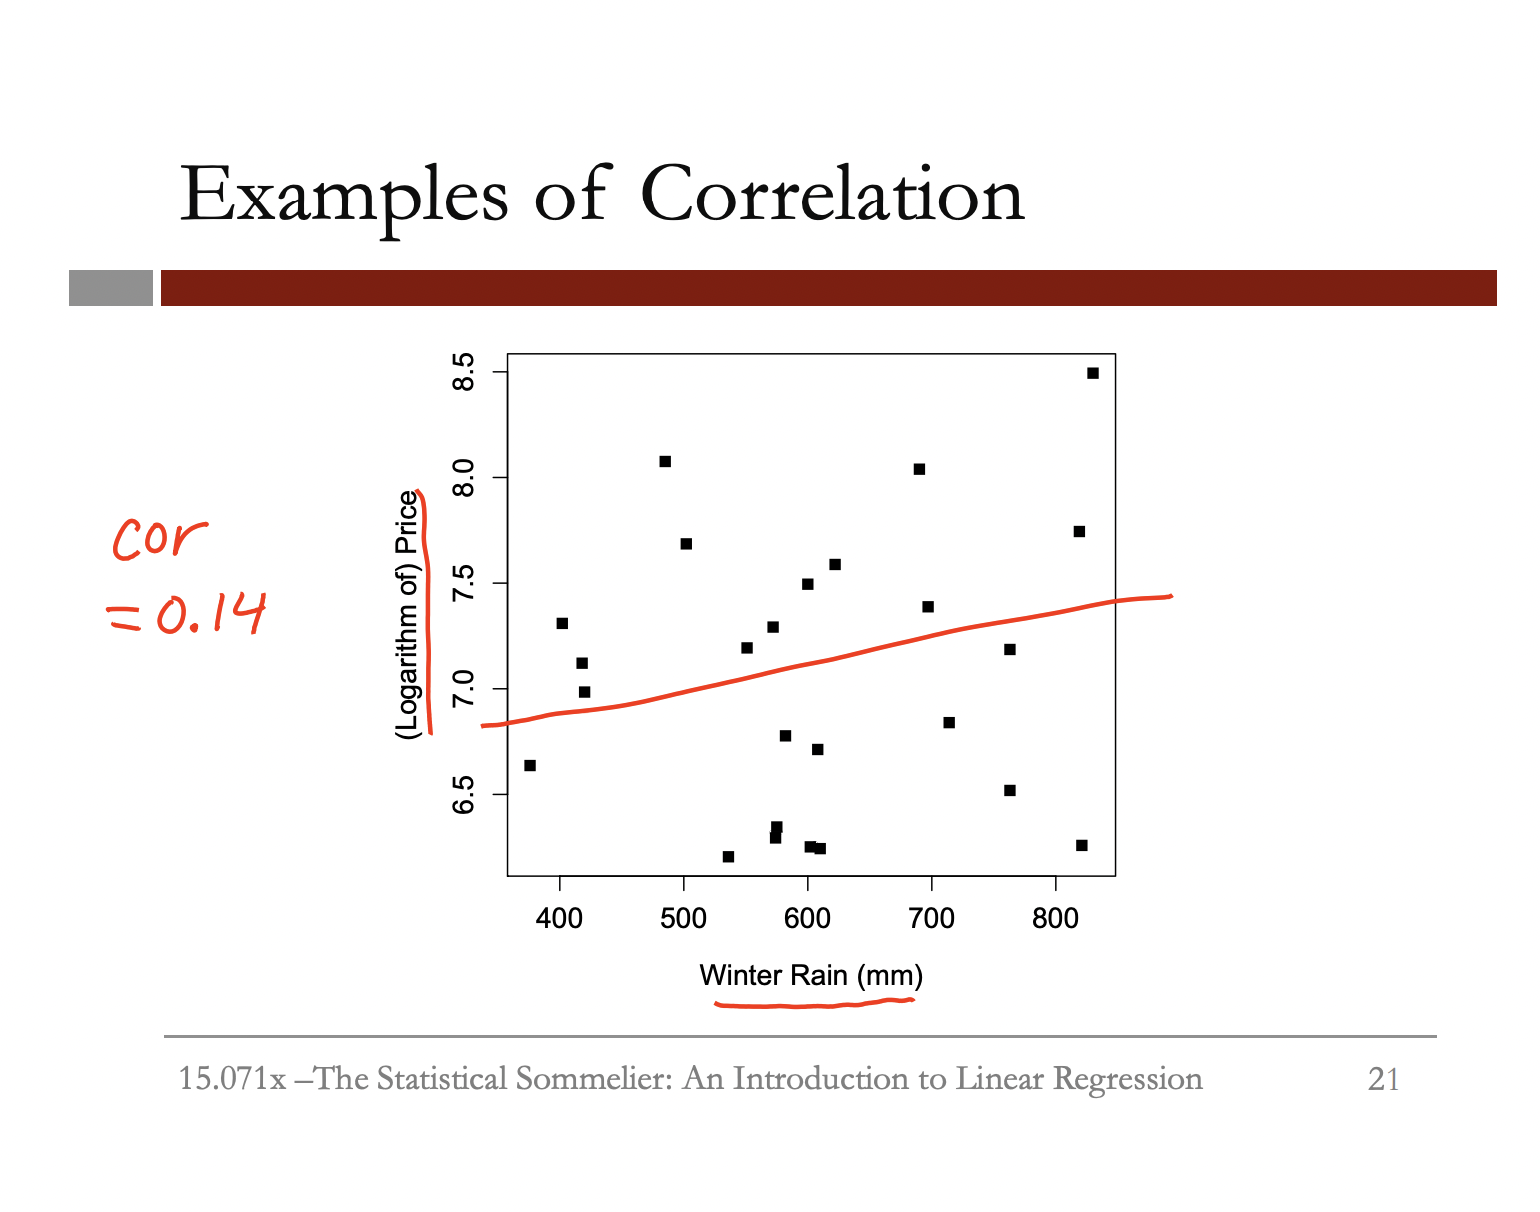 Examples of Correlation
cor
= 0.14
(Logarithm of) Price
8.5
8.0
7.5
7.0
6.5
400 500 600 700 800
Winter Rain (mm)
15.071x –The Statistical Sommelier: An Introduction to Linear Regression 21